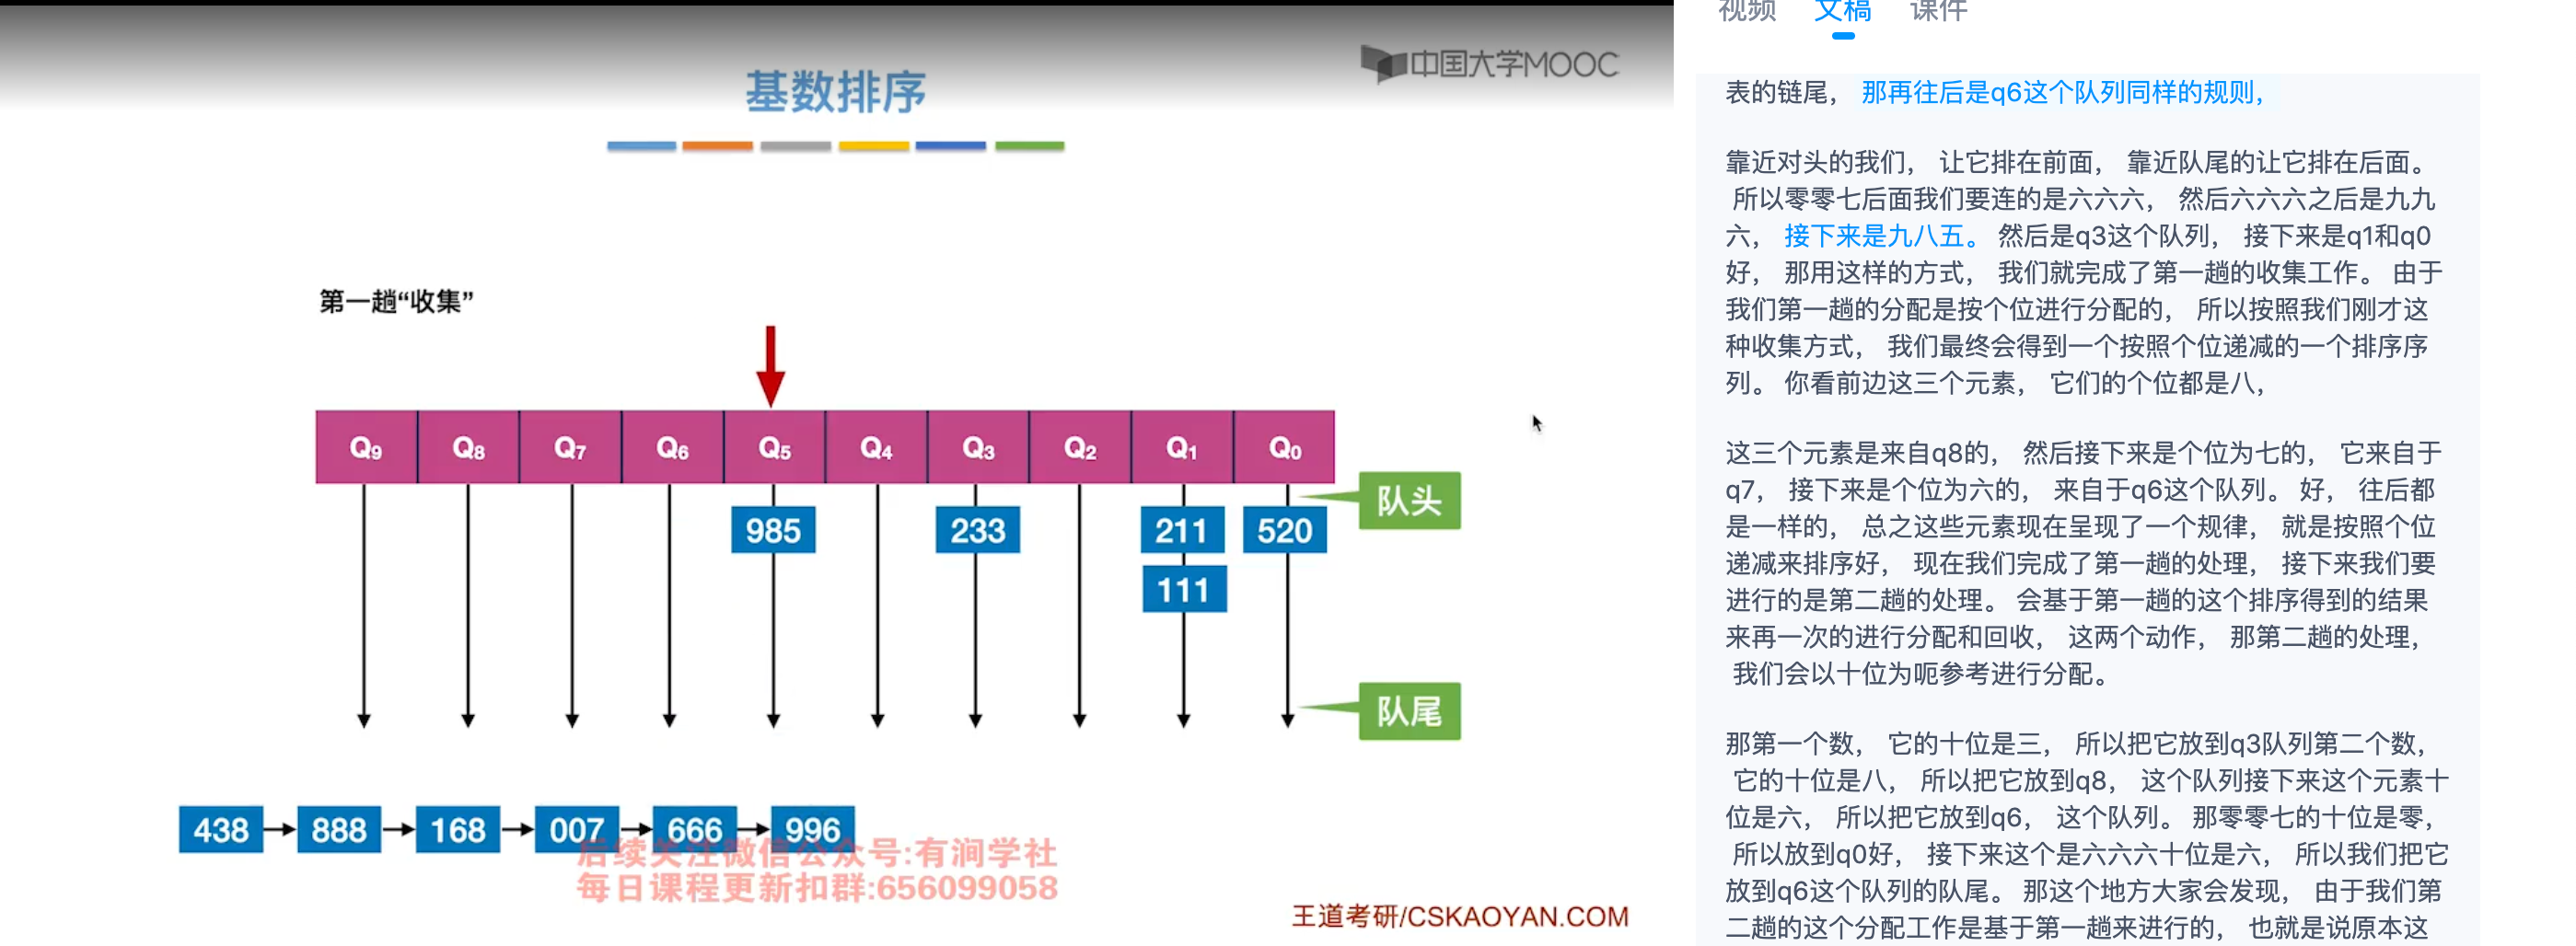 中国大学MOOC
基数排序
第一趟“收集”
Q9 Q8 Q7 Q6 Q5 Q4 Q3 Q2 Q1 Q0
队头
985 233 211 520
111
队尾
438 888 168 007 666 996
后续关注微信公众号:有涧学社
每日课程更新扣群:656099058
王道考研/CSKAOYAN.COM
视频 文稿 课件
表的链尾， 那再往后是q6这个队列同样的规则，
靠近对头的我们， 让它排在前面， 靠近队尾的让它排在后面。
所以零零七后面我们要连的是六六六， 然后六六六之后是九九
六， 接下来是九八五。 然后是q3这个队列， 接下来是q1和q0
好， 那用这样的方式， 我们就完成了第一趟的收集工作。 由于
我们第一趟的分配是按个位进行分配的， 所以按照我们刚才这
种收集方式， 我们最终会得到一个按照个位递减的一个排序序
列。 你看前边这三个元素， 它们的个位都是八，
这三个元素是来自q8的， 然后接下来是个位为七的， 它来自于
q7， 接下来是个位为六的， 来自于q6这个队列。 好， 往后都
是一样的， 总之这些元素现在呈现了一个规律， 就是按照个位
递减来排序好， 现在我们完成了第一趟的处理， 接下来我们要
进行的是第二趟的处理。 会基于第一趟的这个排序得到的结果
来再一次的进行分配和回收， 这两个动作， 那第二趟的处理，
我们会以十位为呃参考进行分配。
那第一个数， 它的十位是三， 所以把它放到q3队列第二个数，
它的十位是八， 所以把它放到q8， 这个队列接下来这个元素十
位是六， 所以把它放到q6， 这个队列。 那零零七的十位是零，
所以放到q0好， 接下来这个是六六六十位是六， 所以我们把它
放到q6这个队列的队尾。 那这个地方大家会发现， 由于我们第
二趟的这个分配工作是基于第一趟来进行的， 也就是说原本这